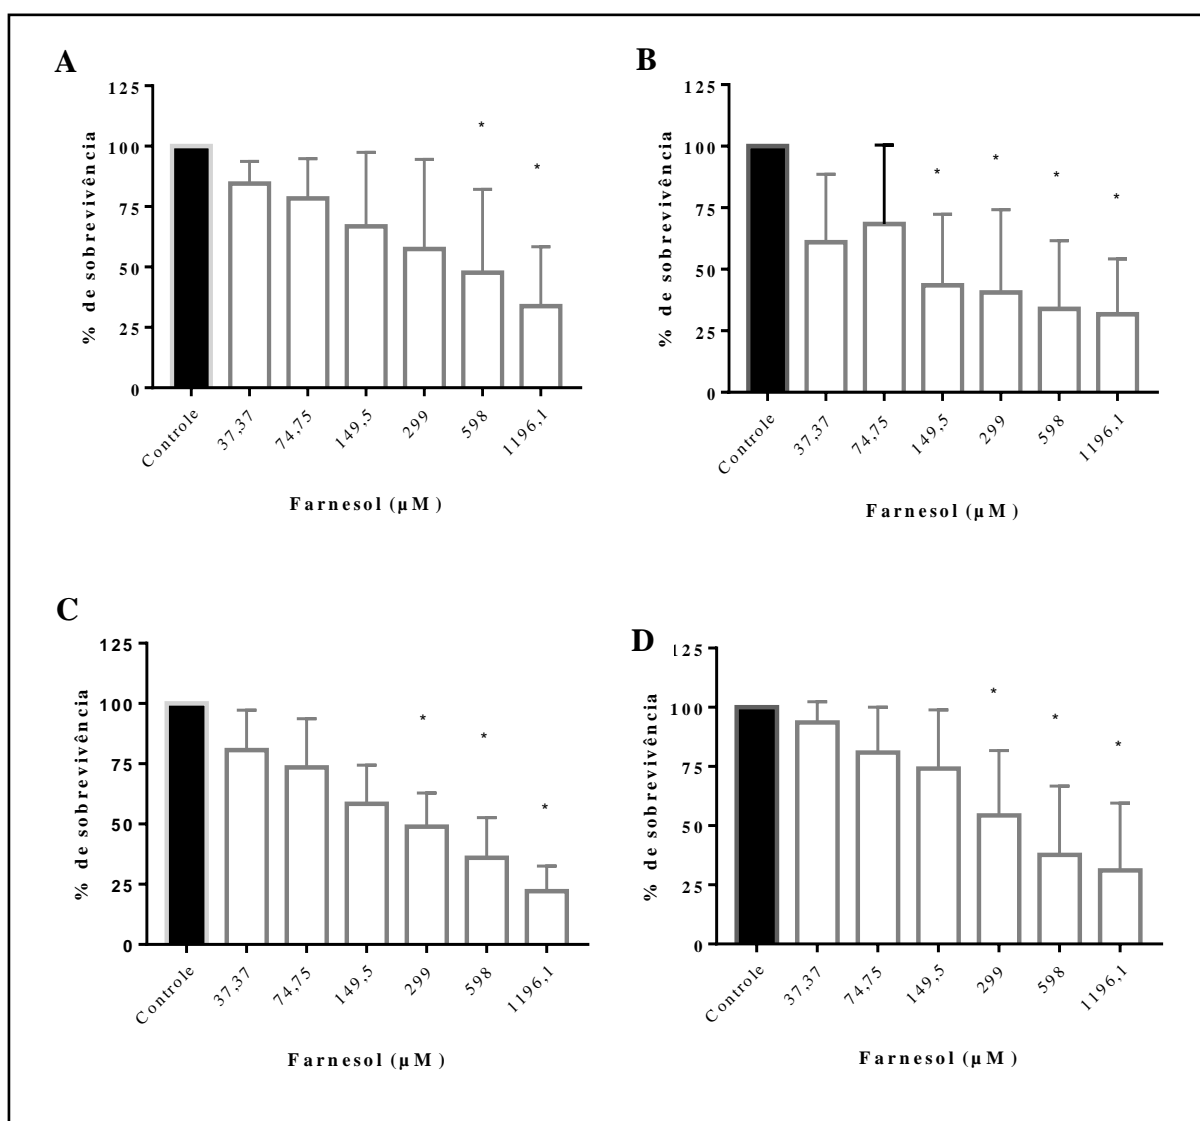 A
% de sobrevivência
125
100
75
50
25
0
* *
Controle 37,37 74,75 149,5 299 598 1196,1
Farnesol (µM)
B
% de sobrevivência
125
100
75
50
25
0
* * * *
Controle 37,37 74,75 149,5 299 598 1196,1
Farnesol (µM)
C
% de sobrevivência
125
100
75
50
25
0
* * *
Controle 37,37 74,75 149,5 299 598 1196,1
Farnesol (µM)
D
% de sobrevivência
125
100
75
50
25
0
* * *
Controle 37,37 74,75 149,5 299 598 1196,1
Farnesol (µM)